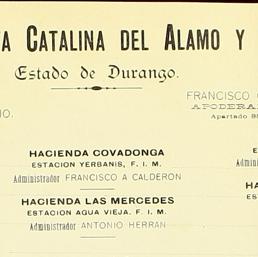 A CATALINA DEL ALAMO Y
Estado de Durango.
FRANCISCO
APODERA
Apartado 8
O.
HACIENDA COVADONGA
ESTACION YERBANIS, F. I. M.
Administrador FRANCISCO A CALDERON
HACIENDA LAS MERCEDES
ESTACION AGUA VIEJA. F. I. M.
Administrador ANTONIO HERRAN